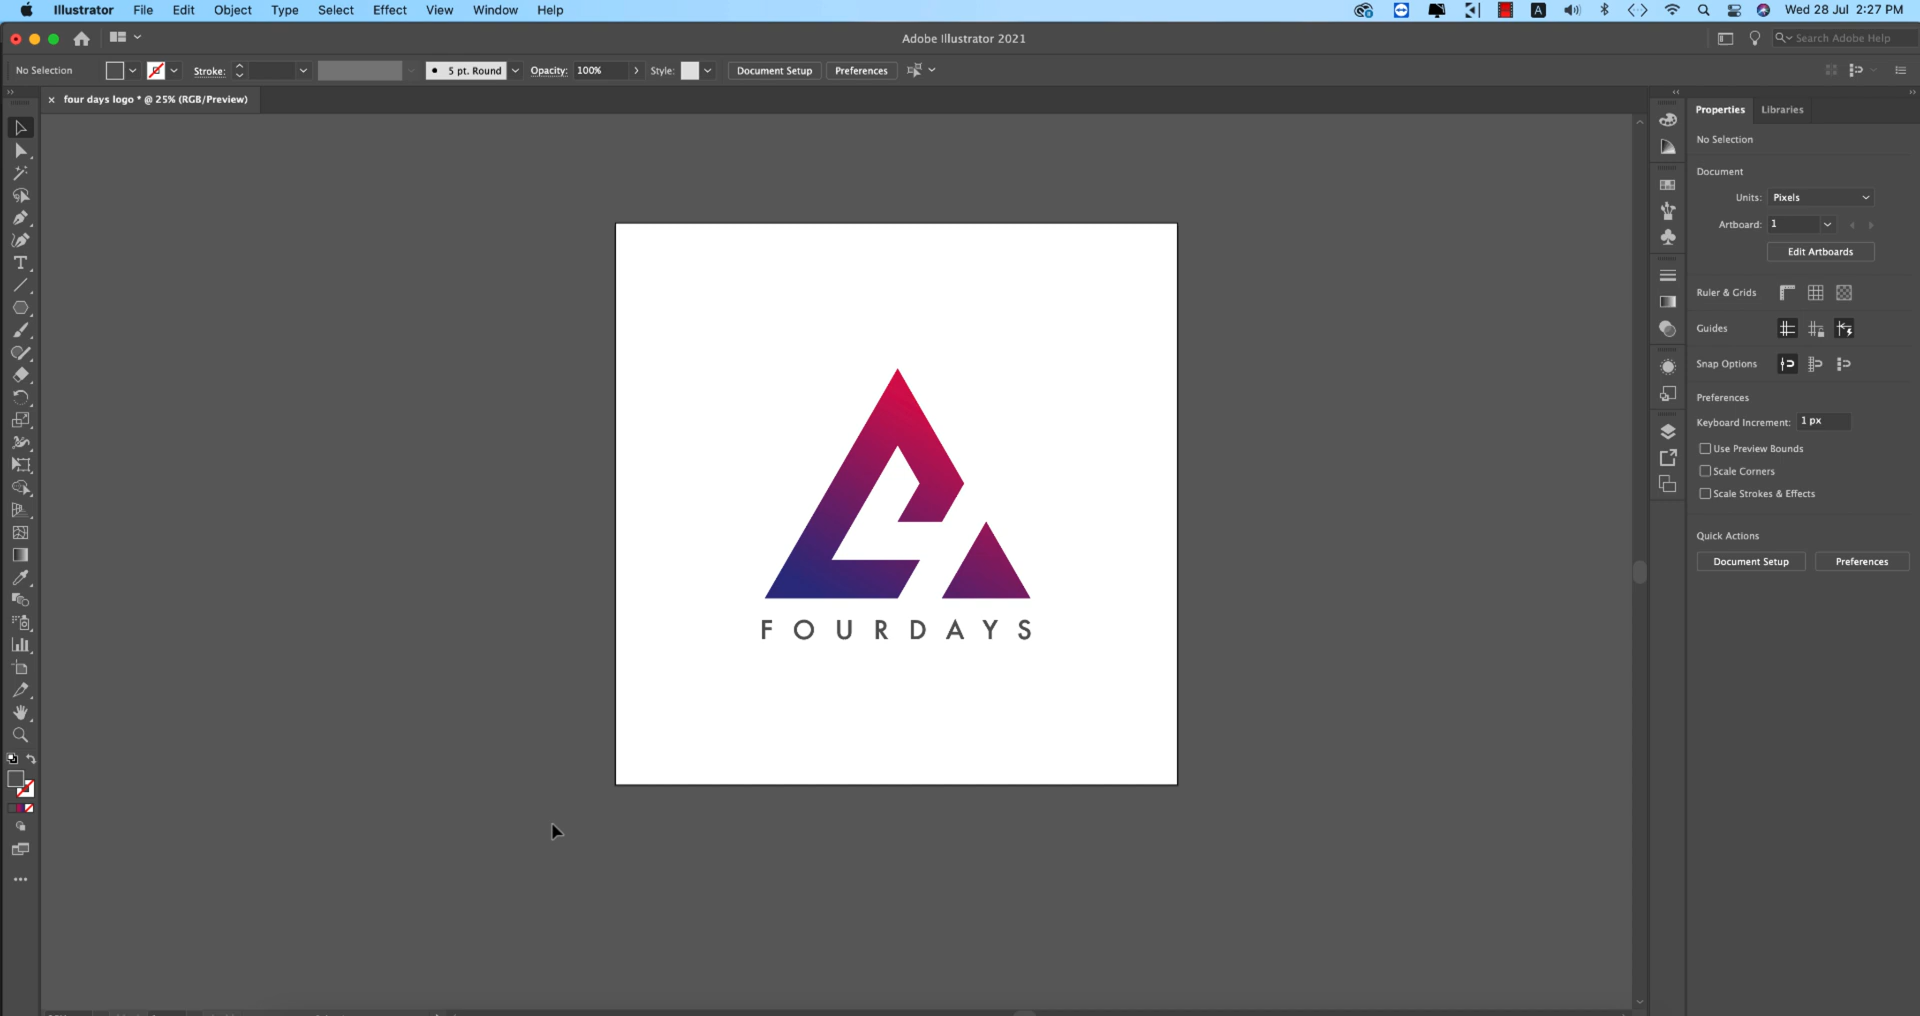 Illustrator File Edit Object Type Select Effect View Window Help
A
Wed 28 Jul 2:27 PM
Adobe Illustrator 2021
Search Adobe Help
No Selection
Stroke:
5 pt. Round
Opacity: 100%
Style:
Document Setup
Preferences
four days logo * @ 25% (RGB/Preview)
Properties
Libraries
No Selection
Document
Units: Pixels
Artboard: 1
Edit Artboards
Ruler & Grids
Guides
Snap Options
Preferences
Keyboard Increment: 1 px
Use Preview Bounds
Scale Corners
Scale Strokes & Effects
Quick Actions
Document Setup
Preferences
FOURDAYS